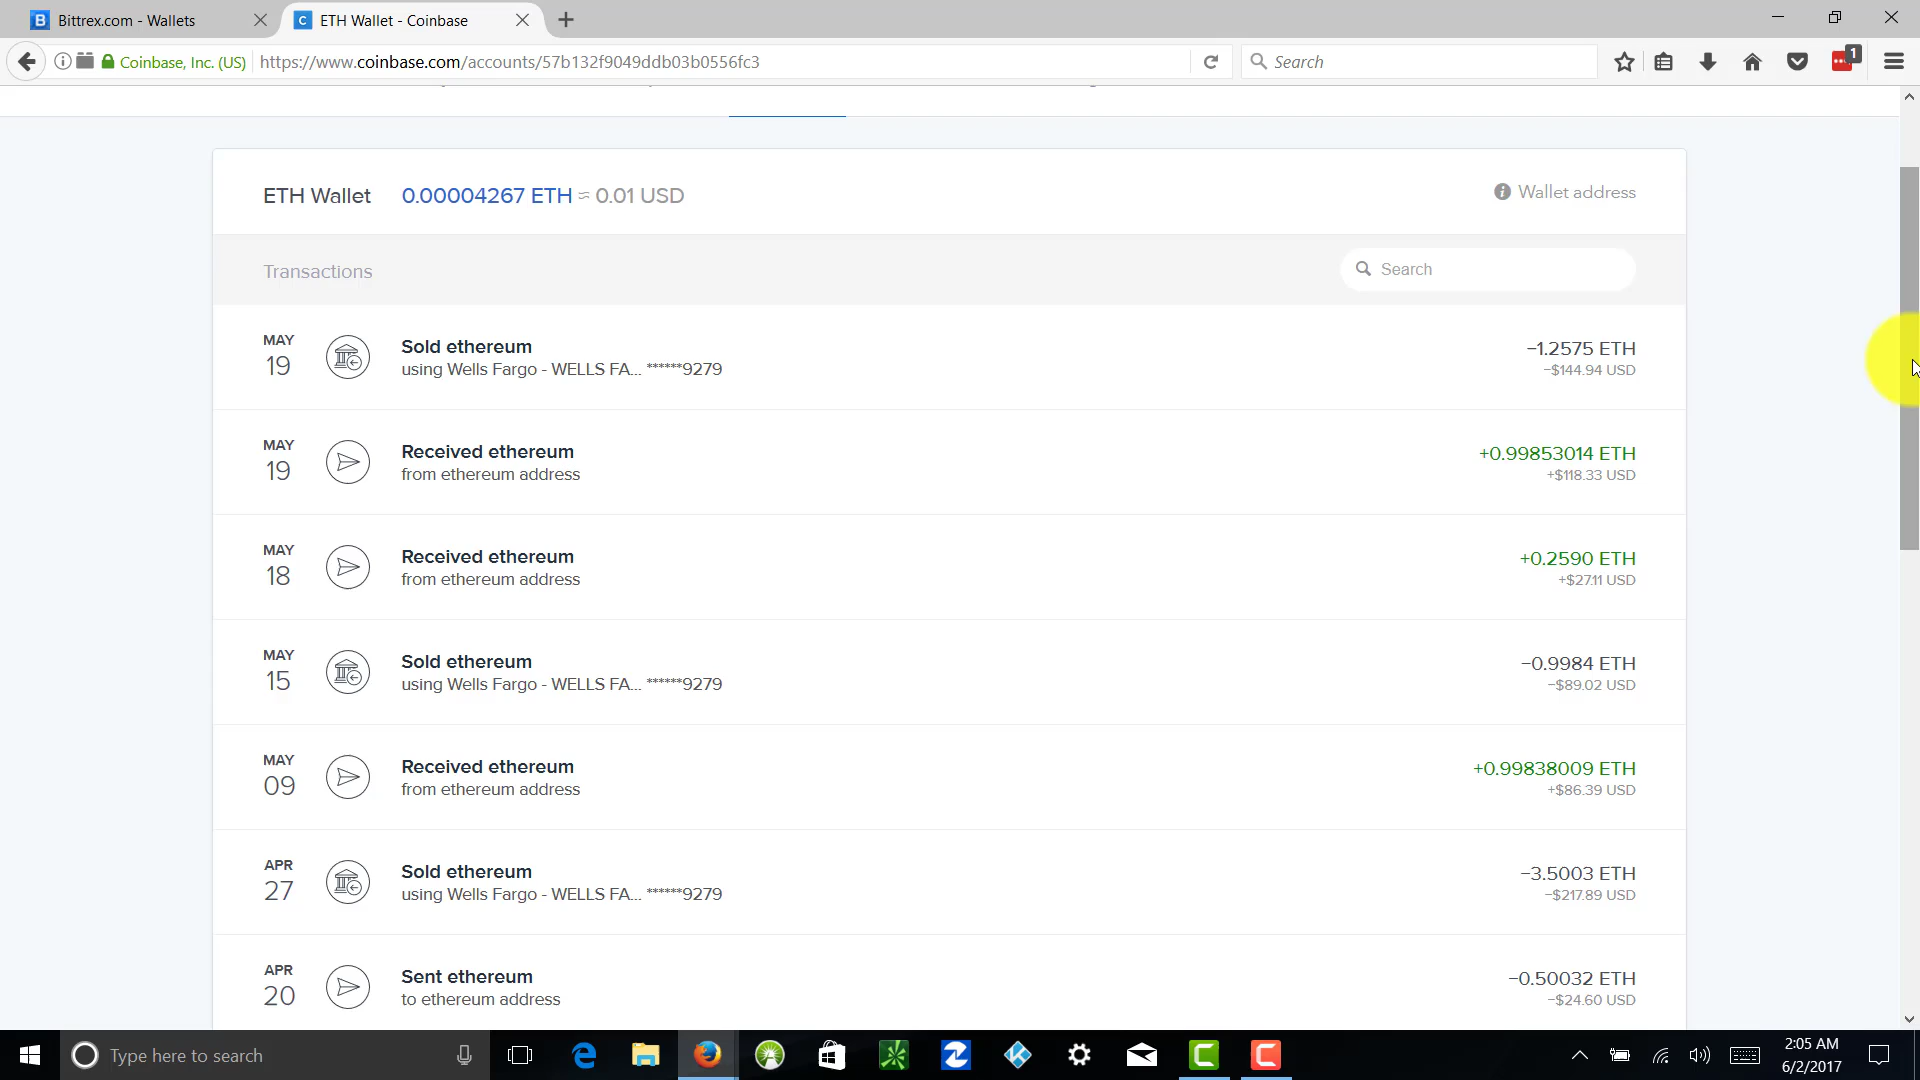 Bittrex.com - Wallets
ETH Wallet - Coinbase
Coinbase, Inc. (US)
https://www.coinbase.com/accounts/57b132f9049ddb03b0556fc3
Search
1
ETH Wallet 0.00004267 ETH ≈ 0.01 USD
Wallet address
Transactions
Search
MAY
19
Sold ethereum
using Wells Fargo - WELLS FA... ******9279
−1.2575 ETH
−$144.94 USD
MAY
19
Received ethereum
from ethereum address
+0.99853014 ETH
+$118.33 USD
MAY
18
Received ethereum
from ethereum address
+0.2590 ETH
+$27.11 USD
MAY
15
Sold ethereum
using Wells Fargo - WELLS FA... ******9279
−0.9984 ETH
−$89.02 USD
MAY
09
Received ethereum
from ethereum address
+0.99838009 ETH
+$86.39 USD
APR
27
Sold ethereum
using Wells Fargo - WELLS FA... ******9279
−3.5003 ETH
−$217.89 USD
APR
20
Sent ethereum
to ethereum address
−0.50032 ETH
−$24.60 USD
Type here to search
2:05 AM
6/2/2017